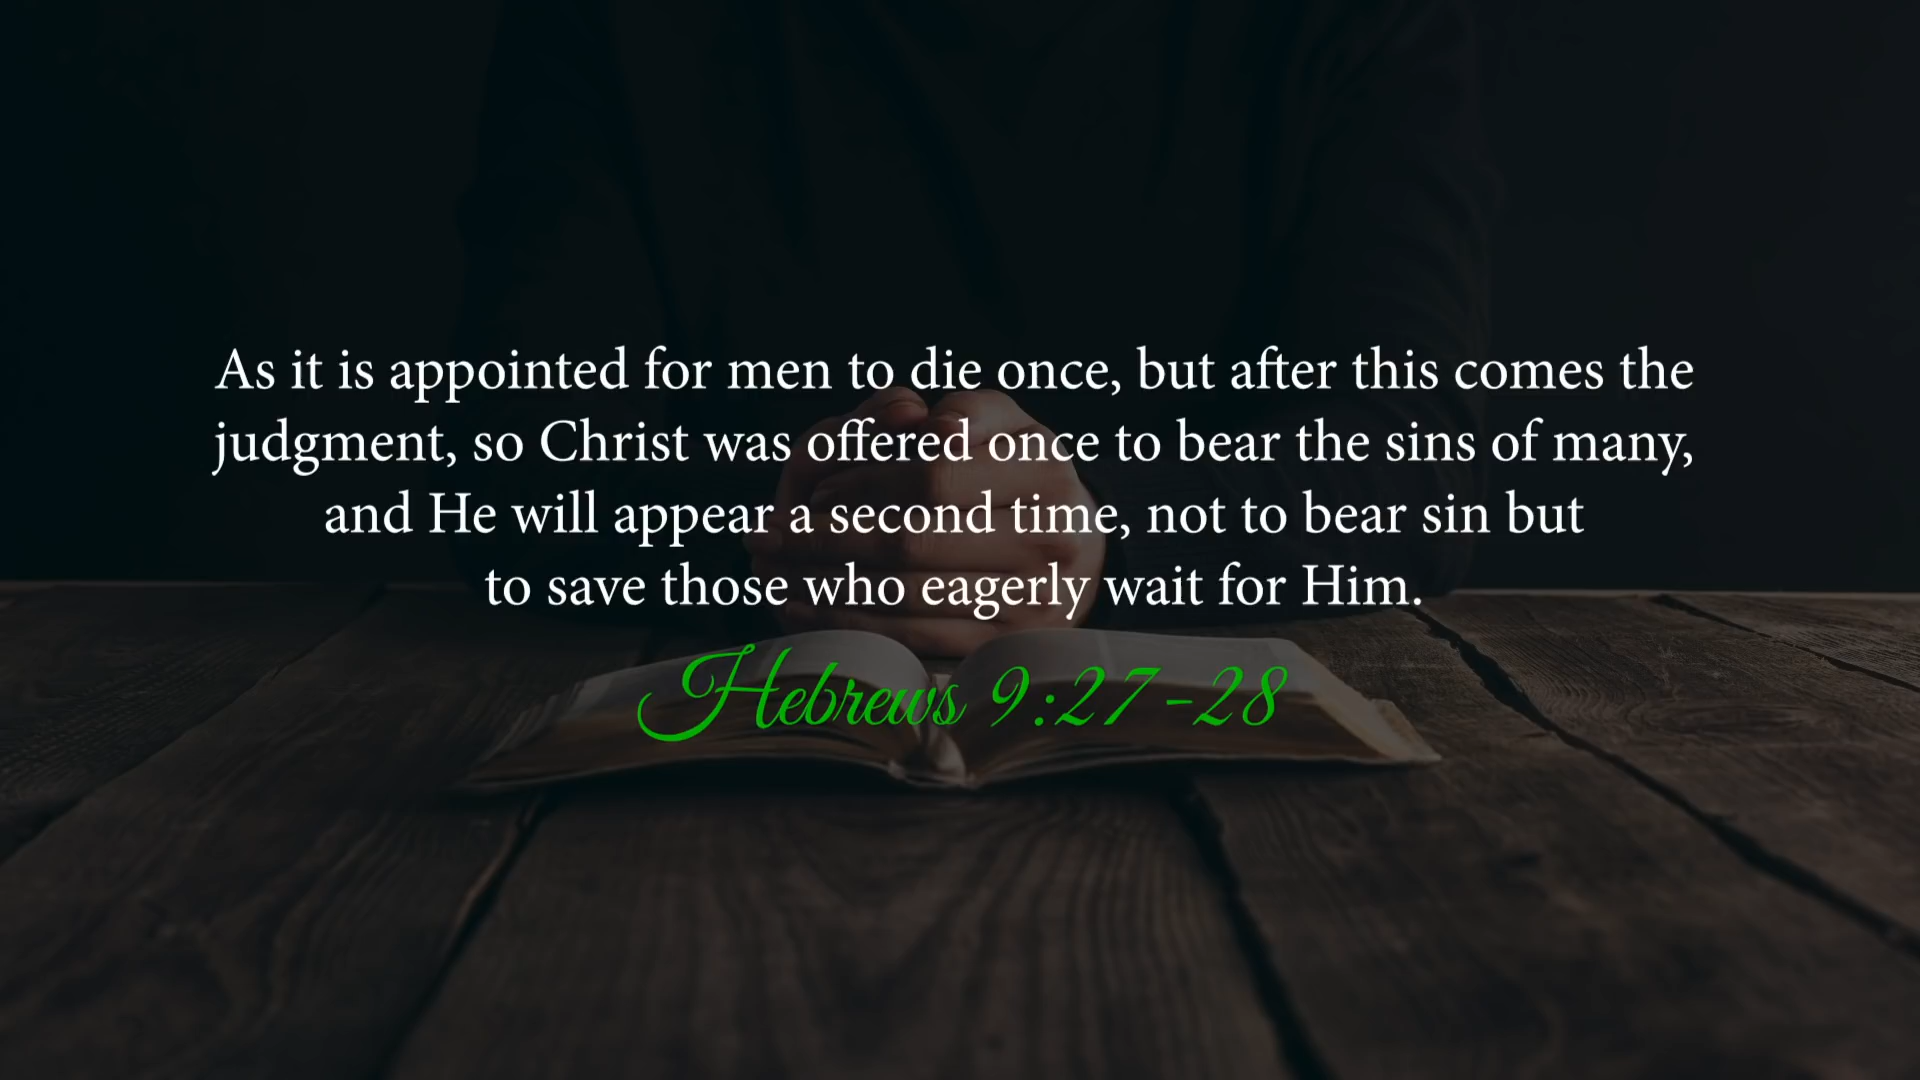 As it is appointed for men to die once, but after this comes the
judgment, so Christ was offered once to bear the sins of many,
and He will appear a second time, not to bear sin but
to save those who eagerly wait for Him.
Hebrews 9:27-28